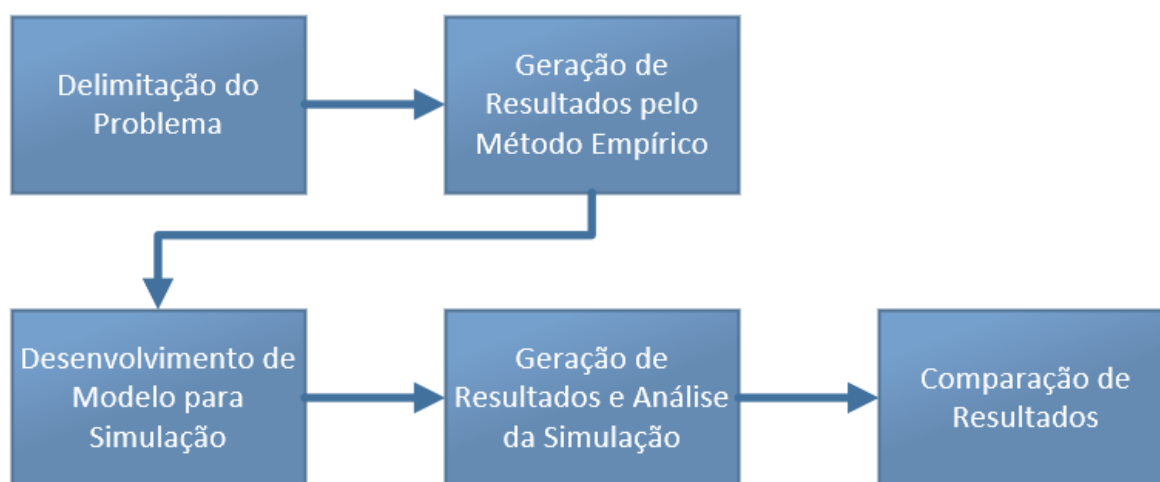 Delimitação do
Problema
Geração de
Resultados pelo
Método Empírico
Desenvolvimento de
Modelo para
Simulação
Geração de
Resultados e Análise
da Simulação
Comparação de
Resultados